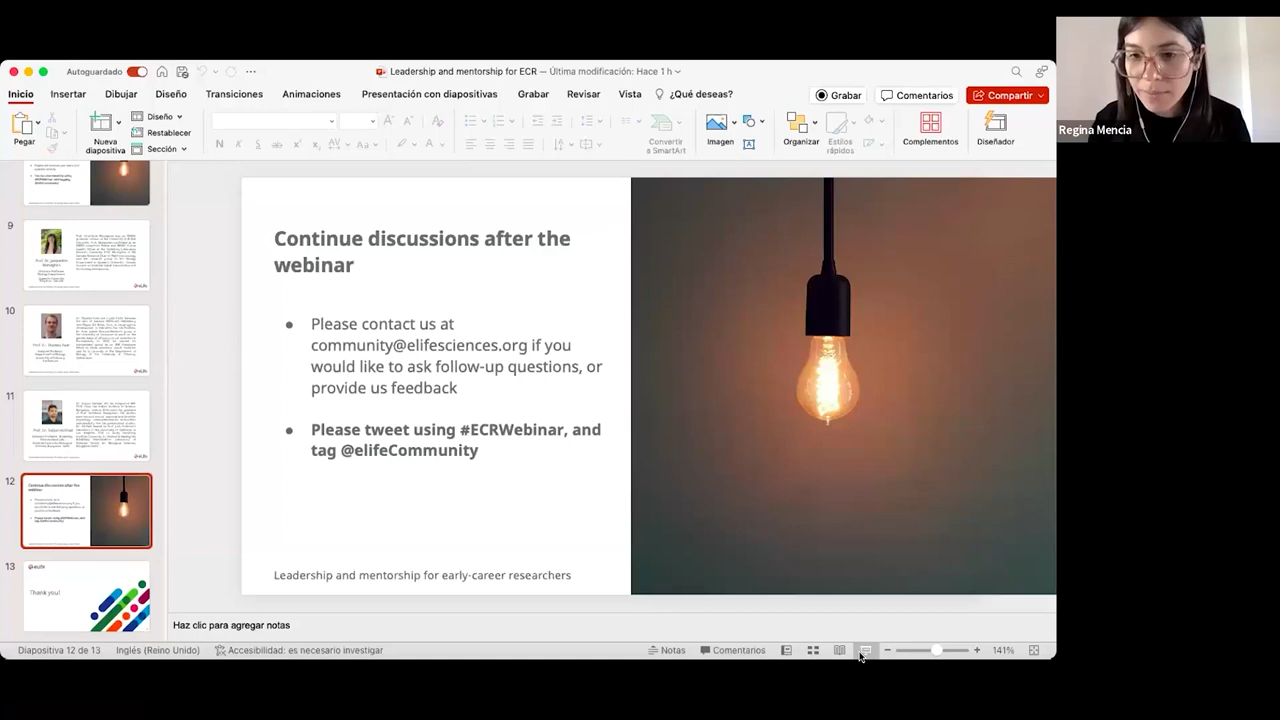 Autoguardado
Leadership and mentorship for ECR — Última modificación: Hace 1 h
Inicio Insertar Dibujar Diseño Transiciones Animaciones Presentación con diapositivas Grabar Revisar Vista ¿Qué deseas?
Grabar Comentarios Compartir
Pegar
Nueva diapositiva
Diseño
Restablecer
Sección
Convertir a SmartArt
Imagen
Organizar
Estilos rápidos
Complementos
Diseñador
Regina Mencia
9
10
11
12
13
Thank you!
Continue discussions after the
webinar
● Please contact us at
community@elifesciences.org if you
would like to ask follow-up questions, or
provide us feedback
● Please tweet using #ECRWebinar, and
tag @elifeCommunity
Leadership and mentorship for early-career researchers
Haz clic para agregar notas
Diapositiva 12 de 13 Inglés (Reino Unido) Accesibilidad: es necesario investigar Notas Comentarios 141%